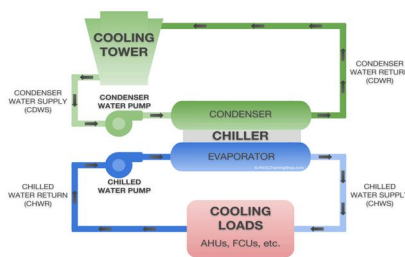 COOLING
TOWER
CONDENSER
WATER RETURN
(CDWR)
CONDENSER
WATER SUPPLY
(CDWS)
CONDENSER
WATER PUMP
CONDENSER
CHILLER
EVAPORATOR
CHILLED
WATER RETURN
(CHWR)
CHILLED
WATER PUMP
CHILLED
WATER SUPPLY
(CHWS)
COOLING
LOADS
AHUs, FCUs, etc.